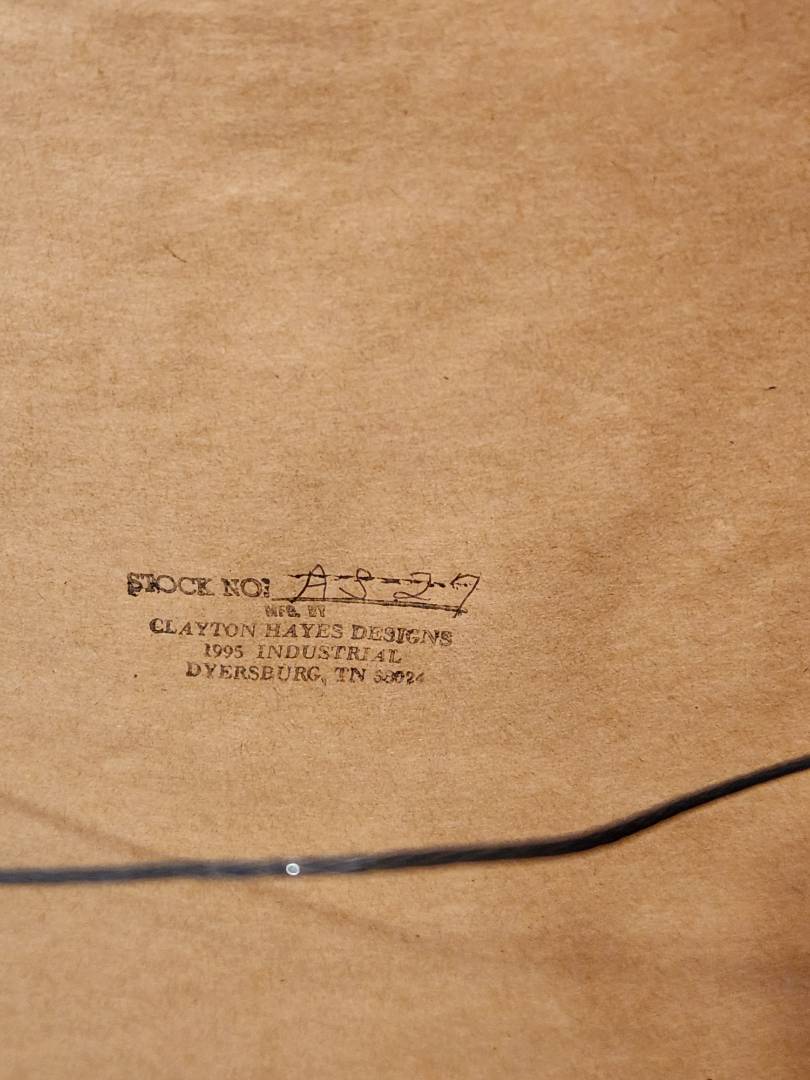 STOCK NO: AS-27
MFG. BY
CLAYTON HAYES DESIGNS
1995 INDUSTRIAL
DYERSBURG, TN 38024